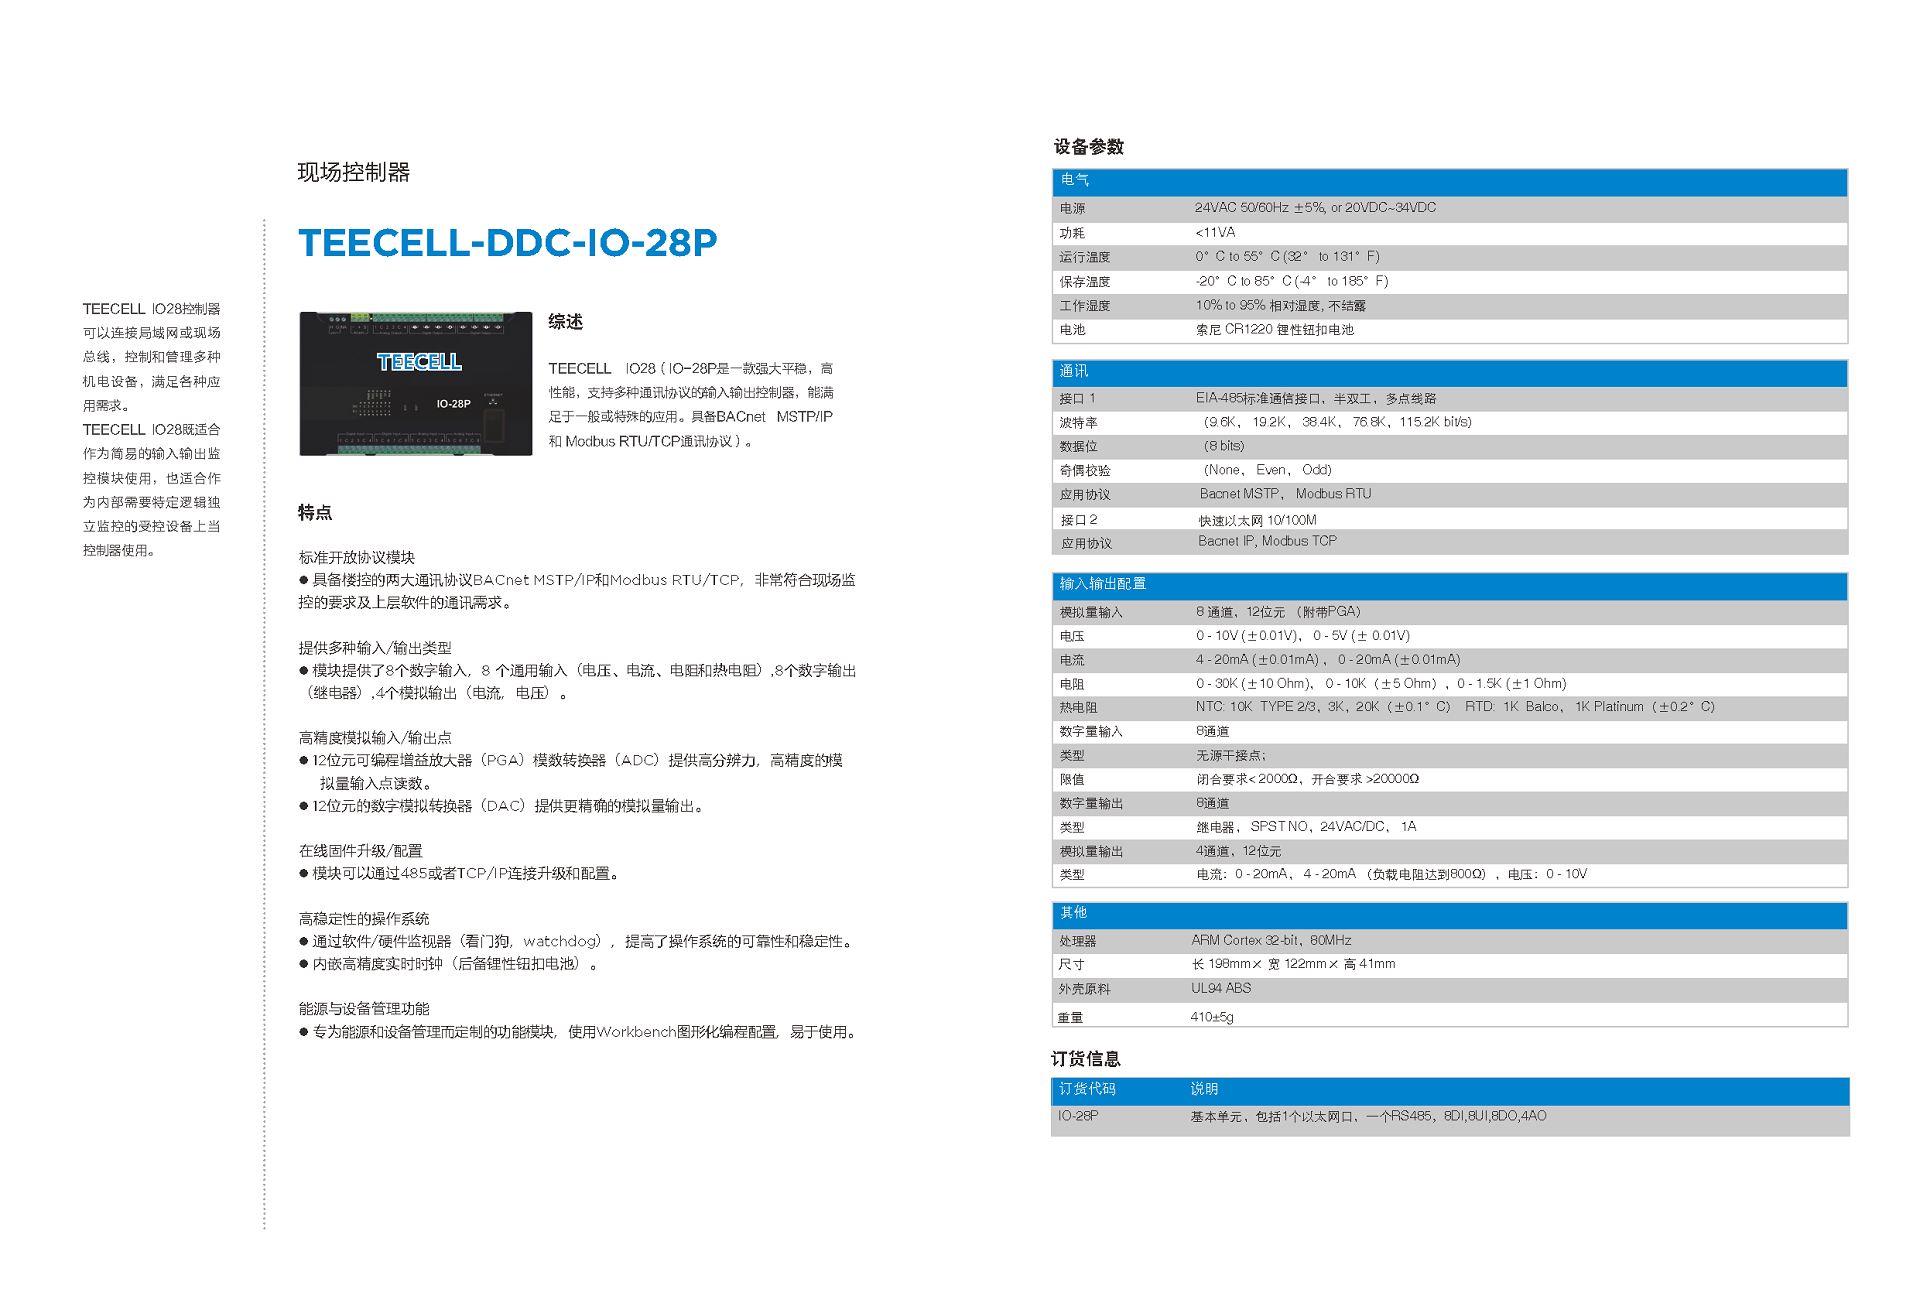 现场控制器
TEECELL-DDC-IO-28P
TEECELL IO28控制器
可以连接局域网或现场
总线，控制和管理多种
机电设备，满足各种应
用需求。
TEECELL IO28既适合
作为简易的输入输出监
控模块使用，也适合作
为内部需要特定逻辑独
立监控的受控设备上当
控制器使用。
TEECELL
IO-28P
综述
TEECELL IO28（IO-28P是一款强大平稳，高
性能，支持多种通讯协议的输入输出控制器，能满
足于一般或特殊的应用。具备BACnet MSTP/IP
和 Modbus RTU/TCP通讯协议）。
特点
标准开放协议模块
● 具备楼控的两大通讯协议BACnet MSTP/IP和Modbus RTU/TCP，非常符合现场监
控的要求及上层软件的通讯需求。
提供多种输入/输出类型
● 模块提供了8个数字输入，8 个通用输入（电压、电流、电阻和热电阻）,8个数字输出
（继电器）,4个模拟输出（电流，电压）。
高精度模拟输入/输出点
● 12位元可编程增益放大器（PGA）模数转换器（ADC）提供高分辨力，高精度的模
拟量输入点读数。
● 12位元的数字模拟转换器（DAC）提供更精确的模拟量输出。
在线固件升级/配置
● 模块可以通过485或者TCP/IP连接升级和配置。
高稳定性的操作系统
● 通过软件/硬件监视器（看门狗，watchdog），提高了操作系统的可靠性和稳定性。
● 内嵌高精度实时时钟（后备锂性钮扣电池）。
能源与设备管理功能
● 专为能源和设备管理而定制的功能模块，使用Workbench图形化编程配置，易于使用。
设备参数
电气
电源 24VAC 50/60Hz ±5%, or 20VDC~34VDC
功耗 <11VA
运行温度 0° C to 55° C (32° to 131° F)
保存温度 -20° C to 85° C (-4° to 185° F)
工作湿度 10% to 95% 相对湿度, 不结露
电池 索尼 CR1220 锂性钮扣电池
通讯
接口 1 EIA-485标准通信接口，半双工，多点线路
波特率 (9.6K，19.2K，38.4K，76.8K，115.2K bit/s)
数据位 (8 bits)
奇偶校验 (None，Even，Odd)
应用协议 Bacnet MSTP，Modbus RTU
接口 2 快速以太网 10/100M
应用协议 Bacnet IP, Modbus TCP
输入输出配置
模拟量输入 8 通道，12位元 （附带PGA）
电压 0 - 10V (±0.01V)，0 - 5V (± 0.01V)
电流 4 - 20mA (±0.01mA) ，0 - 20mA (±0.01mA)
电阻 0 - 30K (±10 Ohm)，0 - 10K（±5 Ohm），0 - 1.5K (±1 Ohm)
热电阻 NTC: 10K TYPE 2/3，3K，20K（±0.1° C） RTD: 1K Balco，1K Platinum（±0.2° C）
数字量输入 8通道
类型 无源干接点;
限值 闭合要求< 2000Ω，开合要求 >20000Ω
数字量输出 8通道
类型 继电器，SPST NO，24VAC/DC，1A
模拟量输出 4通道，12位元
类型 电流：0 - 20mA，4 - 20mA （负载电阻达到800Ω），电压：0 - 10V
其他
处理器 ARM Cortex 32-bit，80MHz
尺寸 长 198mm× 宽 122mm× 高 41mm
外壳原料 UL94 ABS
重量 410±5g
订货信息
订货代码 说明
IO-28P 基本单元，包括1个以太网口，一个RS485，8DI,8UI,8DO,4AO